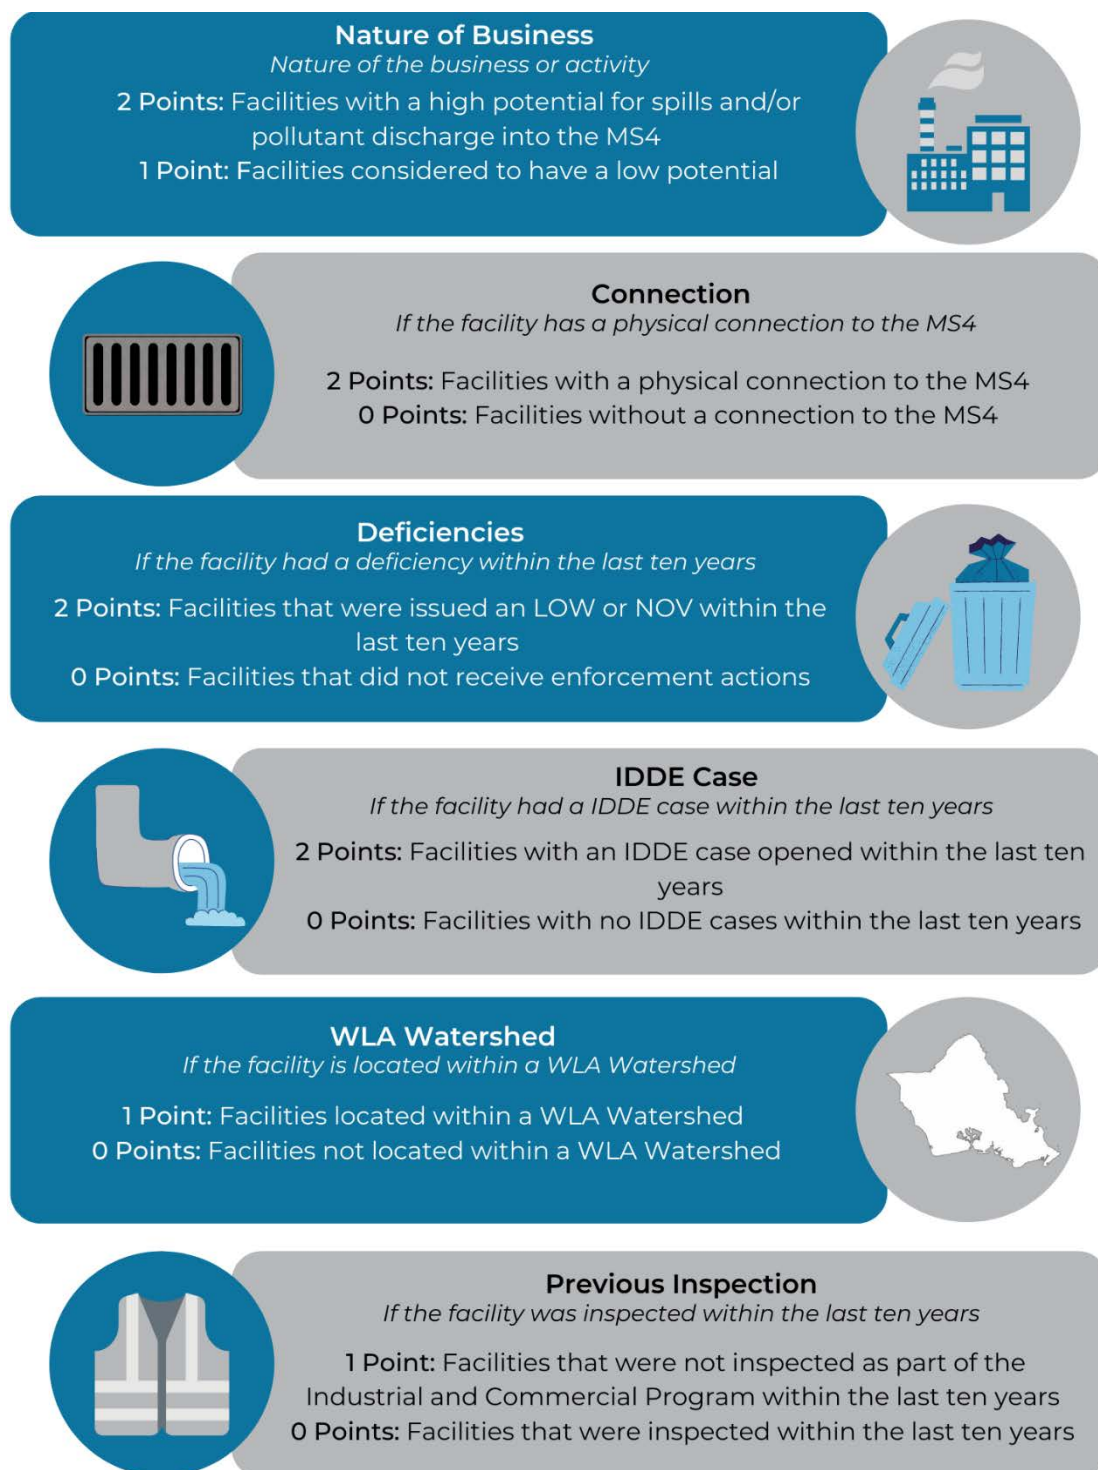 Nature of Business
Nature of the business or activity
2 Points: Facilities with a high potential for spills and/or
pollutant discharge into the MS4
1 Point: Facilities considered to have a low potential
Connection
If the facility has a physical connection to the MS4
2 Points: Facilities with a physical connection to the MS4
0 Points: Facilities without a connection to the MS4
Deficiencies
If the facility had a deficiency within the last ten years
2 Points: Facilities that were issued an LOW or NOV within the
last ten years
0 Points: Facilities that did not receive enforcement actions
IDDE Case
If the facility had a IDDE case within the last ten years
2 Points: Facilities with an IDDE case opened within the last ten
years
0 Points: Facilities with no IDDE cases within the last ten years
WLA Watershed
If the facility is located within a WLA Watershed
1 Point: Facilities located within a WLA Watershed
0 Points: Facilities not located within a WLA Watershed
Previous Inspection
If the facility was inspected within the last ten years
1 Point: Facilities that were not inspected as part of the
Industrial and Commercial Program within the last ten years
0 Points: Facilities that were inspected within the last ten years